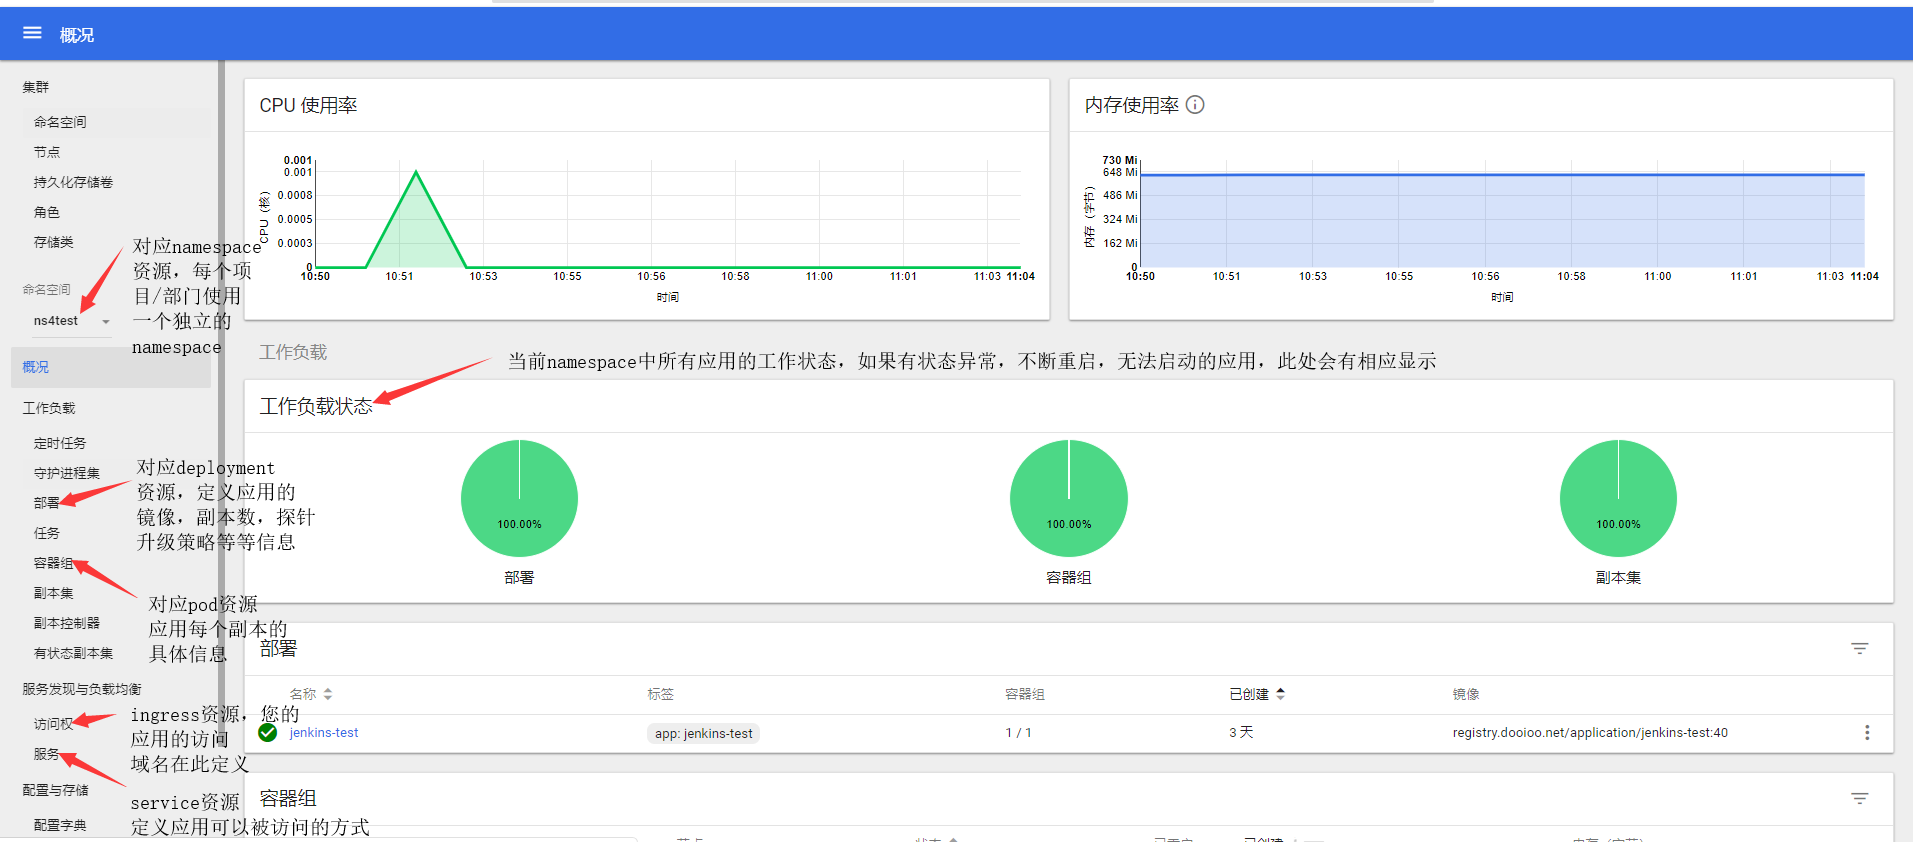 概况
集群
命名空间
节点
持久化存储卷
角色
存储类
对应namespace
资源，每个项
目/部门使用
一个独立的
namespace
命名空间
ns4test
概况
工作负载
定时任务
守护进程集
部署
任务
容器组
副本集
副本控制器
有状态副本集
对应deployment
资源，定义应用的
镜像，副本数，探针
升级策略等等信息
对应pod资源
应用每个副本的
具体信息
服务发现与负载均衡
访问权
服务
ingress资源，您的
应用的访问
域名在此定义
配置与存储
配置字典
service资源
定义应用可以被访问的方式
CPU 使用率
CPU（核）
0.001
0.001
0.0008
0.0005
0.0003
0
10:50 10:51 10:53 10:55 10:56 10:58 11:00 11:01 11:03 11:04
时间
内存使用率
内存（字节）
730 Mi
648 Mi
486 Mi
324 Mi
162 Mi
0
10:50 10:51 10:53 10:55 10:56 10:58 11:00 11:01 11:03 11:04
时间
工作负载
当前namespace中所有应用的工作状态，如果有状态异常，不断重启，无法启动的应用，此处会有相应显示
工作负载状态
100.00% 100.00% 100.00%
部署 容器组 副本集
部署
名称 标签 容器组 已创建 镜像
jenkins-test app: jenkins-test 1 / 1 3 天 registry.dooioo.net/application/jenkins-test:40
容器组